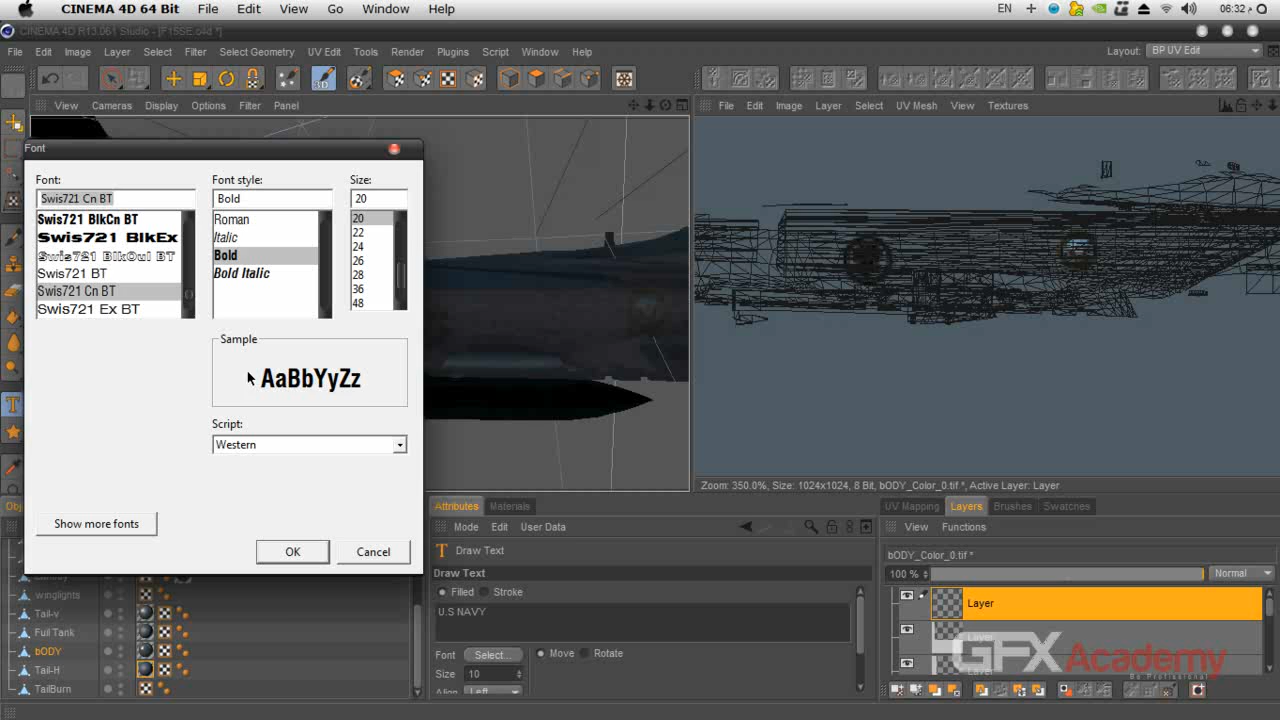 CINEMA 4D 64 Bit File Edit View Go Window Help EN 06:32 م
CINEMA 4D R13.061 Studio - [F15SE.c4d *]
File Edit Image Layer Select Filter Select Geometry UV Edit Tools Render Plugins Script Window Help Layout: BP UV Edit
3D
View Cameras Display Options Filter Panel
File Edit Image Layer Select UV Mesh View Textures
Font
Font: Font style: Size:
Swis721 Cn BT Bold 20
Swis721 BlkCn BT Roman 20
Swis721 BlkEx Italic 22
Swis721 BlkOul BT Bold 24
Swis721 BT Bold Italic 26
Swis721 Cn BT 28
Swis721 Ex BT 36
48
Sample
AaBbYyZz
Script:
Western
Show more fonts
OK Cancel
Zoom: 350.0%, Size: 1024x1024, 8 Bit, bODY_Color_0.tif *, Active Layer: Layer
Obj
winglights
Tail-v
Full Tank
bODY
Tail-H
TailBurn
Attributes Materials
Mode Edit User Data
Draw Text
Draw Text
Filled Stroke
U.S NAVY
Font Select... Move Rotate
Size 10
Align Left
UV Mapping Layers Brushes Swatches
View Functions
bODY_Color_0.tif *
100 % Normal
Layer
Layer
Layer
GFX Academy
Be Professional